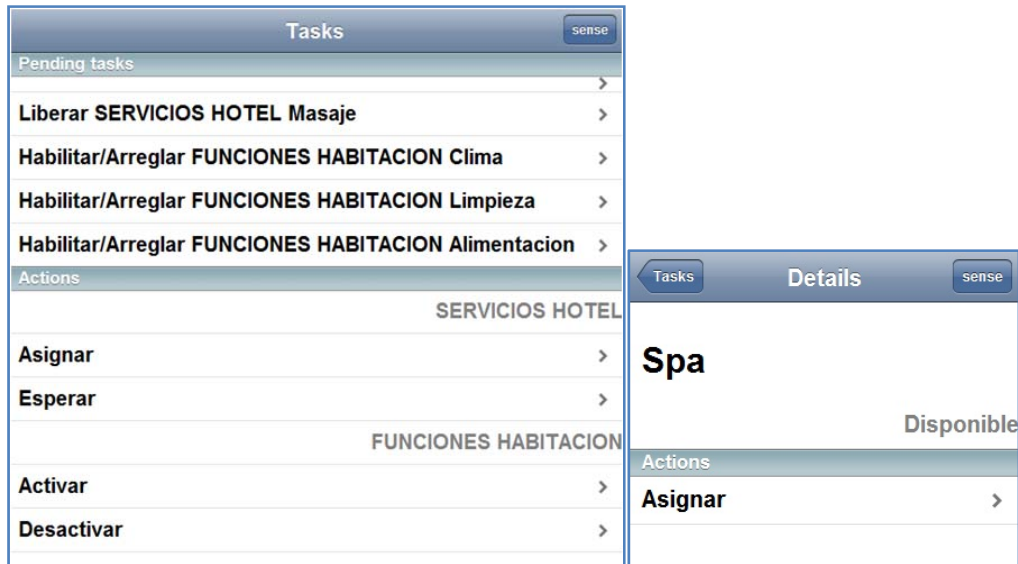 Tasks
sense
Pending tasks
Liberar SERVICIOS HOTEL Masaje
Habilitar/Arreglar FUNCIONES HABITACION Clima
Habilitar/Arreglar FUNCIONES HABITACION Limpieza
Habilitar/Arreglar FUNCIONES HABITACION Alimentacion
Actions
SERVICIOS HOTEL
Asignar
Esperar
FUNCIONES HABITACION
Activar
Desactivar
Tasks
Details
sense
Spa
Disponible
Actions
Asignar